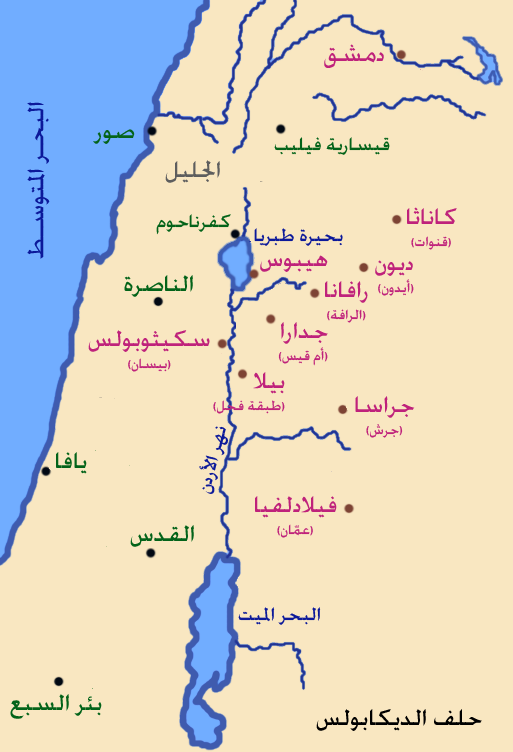 دمشق
البحر المتوسط
صور
قيسارية فيليب
الجليل
كفرناحوم
كاناثا
(قنوات)
بحيرة طبريا
هيبوس
ديون
(أيدون)
رافانا
(الرافة)
الناصرة
جدارا
(أم قيس)
سكيثوبولس
(بيسان)
بيلا
(طبقة فحل)
جراسا
(جرش)
نهر الأردن
يافا
فيلادلفيا
(عمّان)
القدس
البحر الميت
بئر السبع
حلف الديكابولس